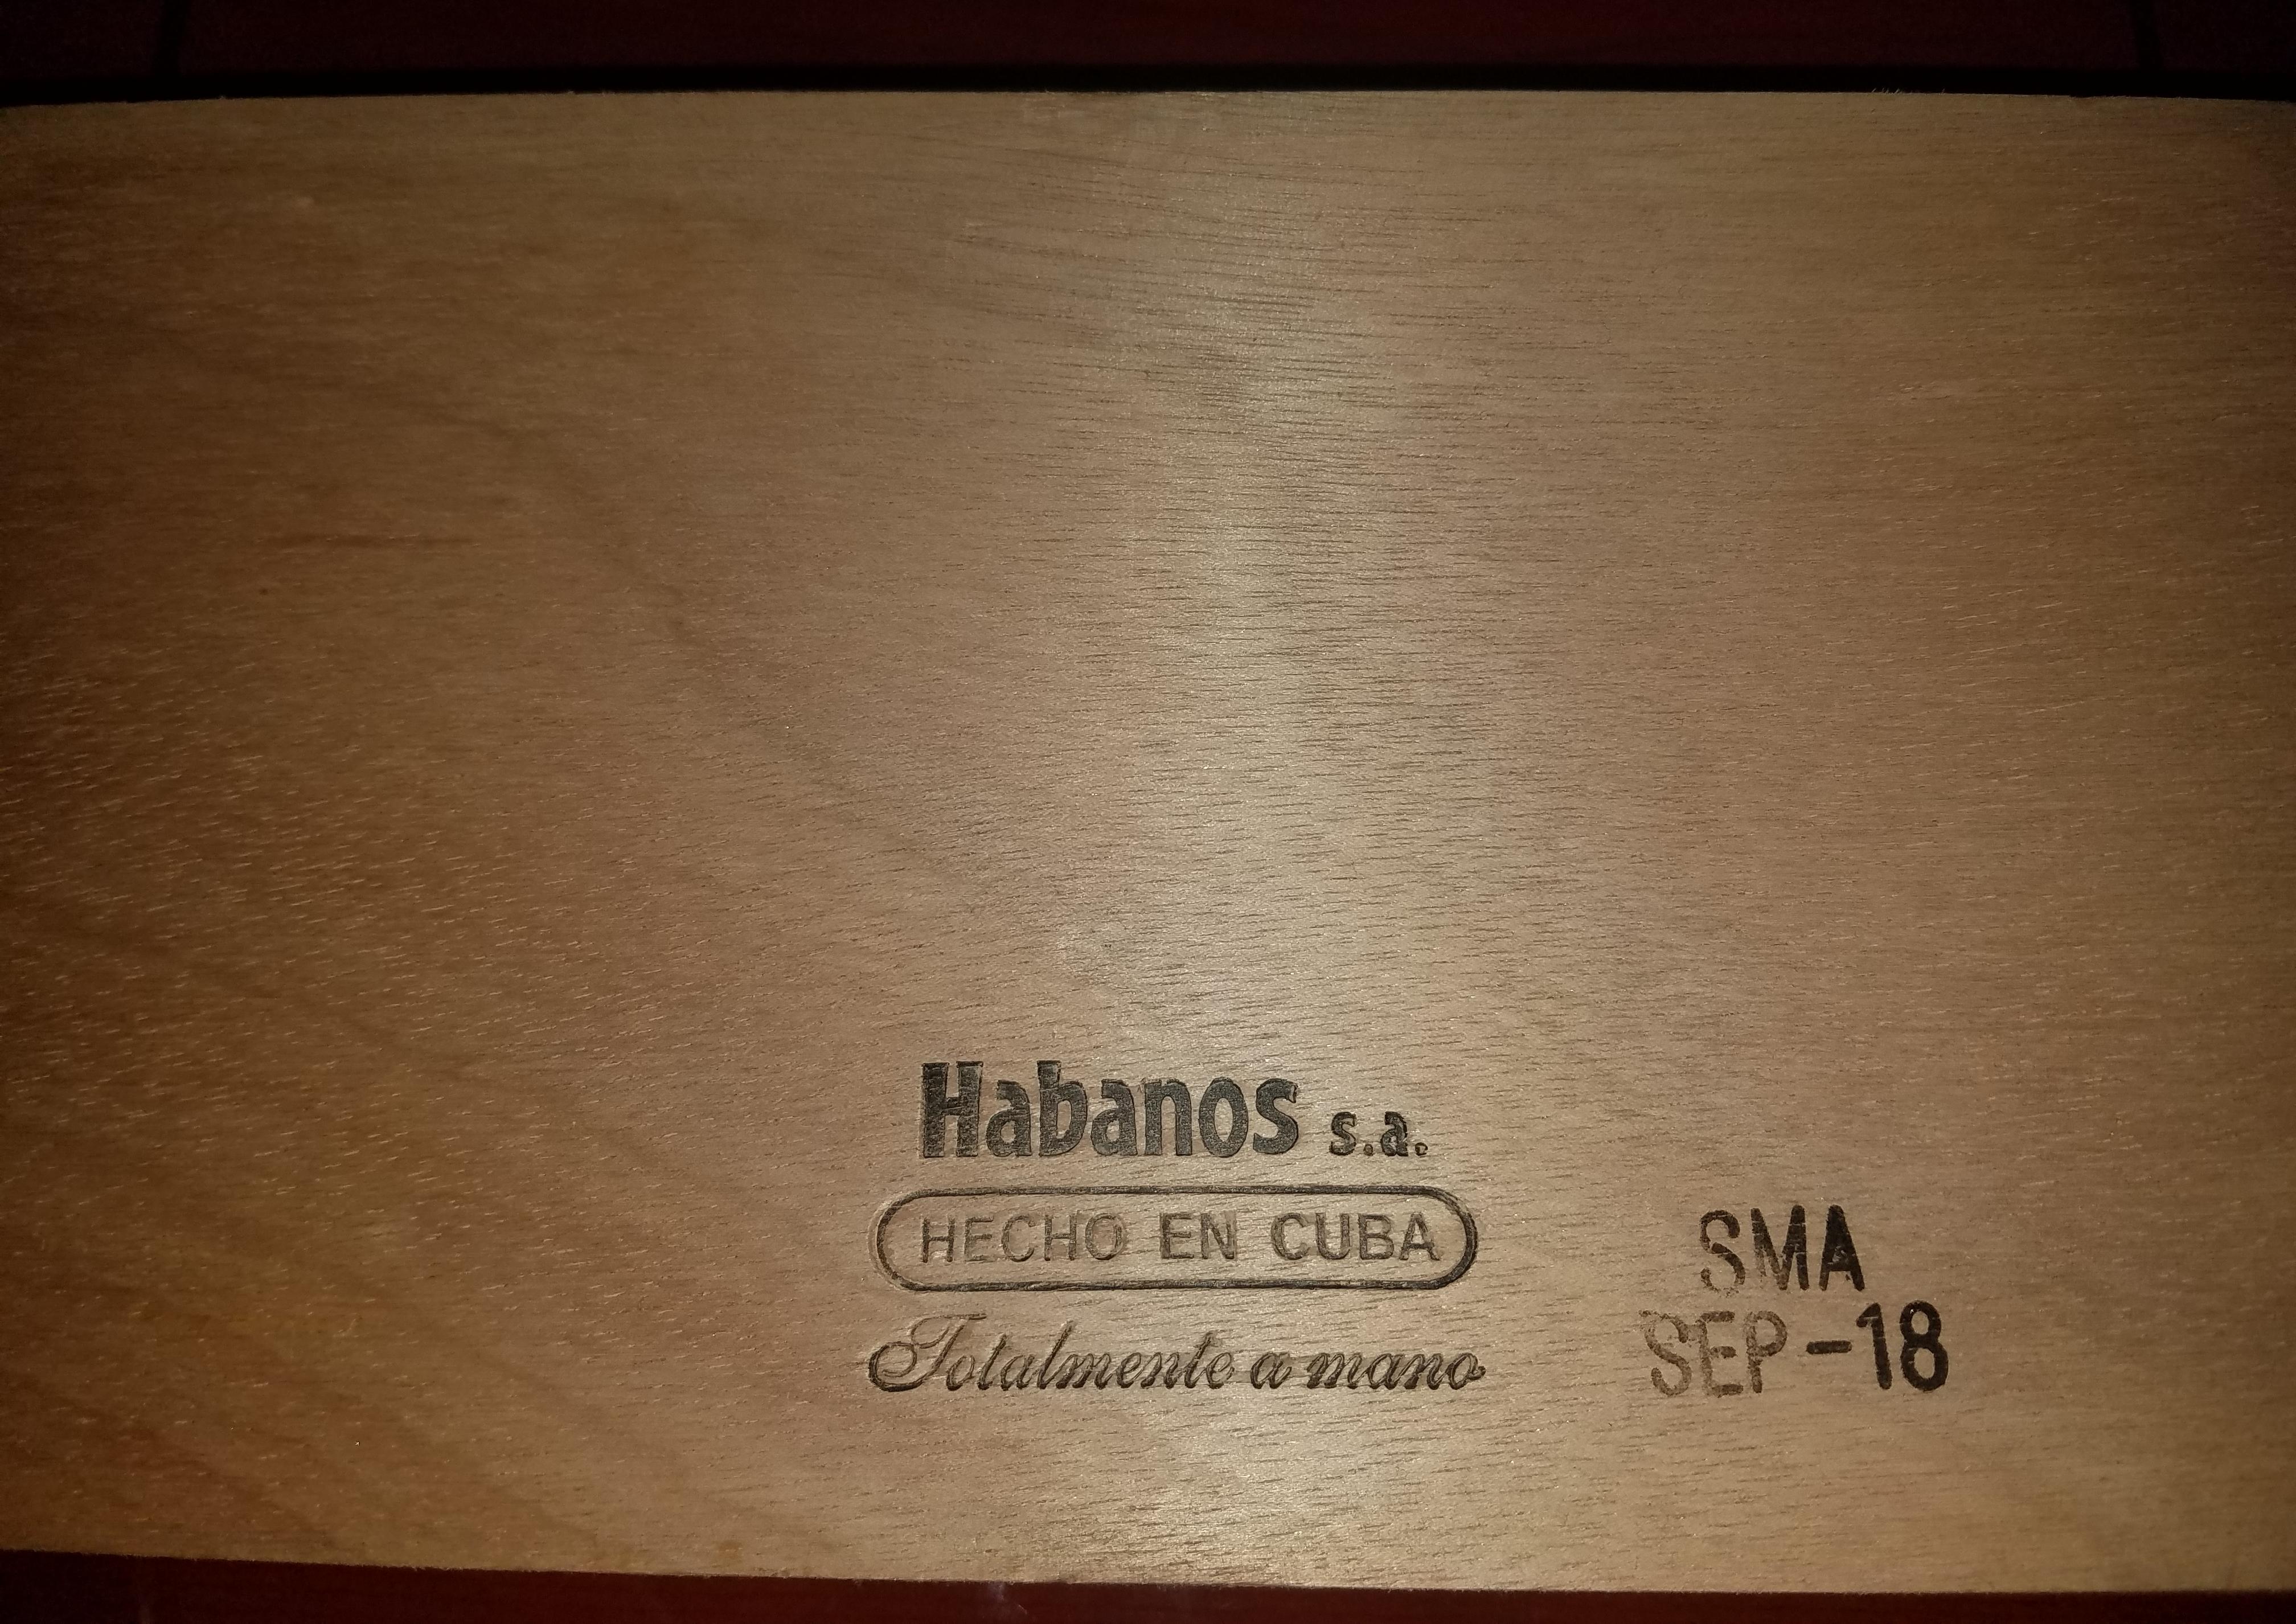 Habanos s.a.
HECHO EN CUBA
Totalmente a mano
SMA
SEP-18